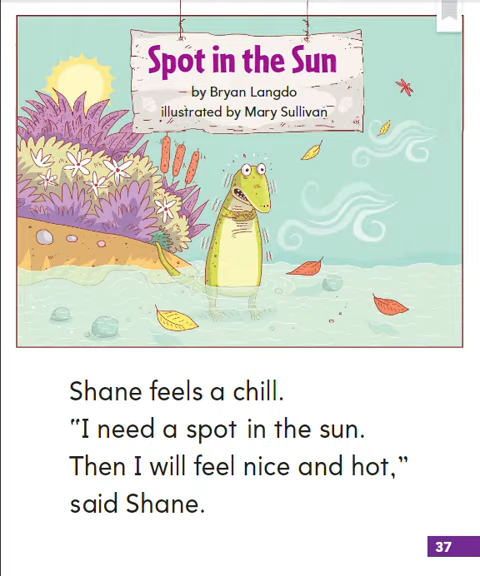 Spot in the Sun
by Bryan Langdo
illustrated by Mary Sullivan
Shane feels a chill.
"I need a spot in the sun.
Then I will feel nice and hot,"
said Shane.
37